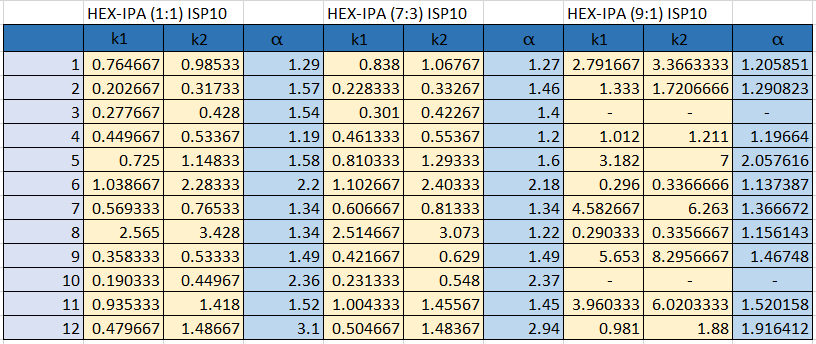 HEX-IPA (1:1) ISP10 HEX-IPA (7:3) ISP10 HEX-IPA (9:1) ISP10
k1 k2 α k1 k2 α k1 k2 α
1 0.764667 0.98533 1.29 0.838 1.06767 1.27 2.791667 3.3663333 1.205851
2 0.202667 0.31733 1.57 0.228333 0.33267 1.46 1.333 1.7206666 1.290823
3 0.277667 0.428 1.54 0.301 0.42267 1.4 - - -
4 0.449667 0.53367 1.19 0.461333 0.55367 1.2 1.012 1.211 1.19664
5 0.725 1.14833 1.58 0.810333 1.29333 1.6 3.182 7 2.057616
6 1.038667 2.28333 2.2 1.102667 2.40333 2.18 0.296 0.3366666 1.137387
7 0.569333 0.76533 1.34 0.606667 0.81333 1.34 4.582667 6.263 1.366672
8 2.565 3.428 1.34 2.514667 3.073 1.22 0.290333 0.3356667 1.156143
9 0.358333 0.53333 1.49 0.421667 0.629 1.49 5.653 8.2956667 1.46748
10 0.190333 0.44967 2.36 0.231333 0.548 2.37 - - -
11 0.935333 1.418 1.52 1.004333 1.45567 1.45 3.960333 6.0203333 1.520158
12 0.479667 1.48667 3.1 0.504667 1.48367 2.94 0.981 1.88 1.916412